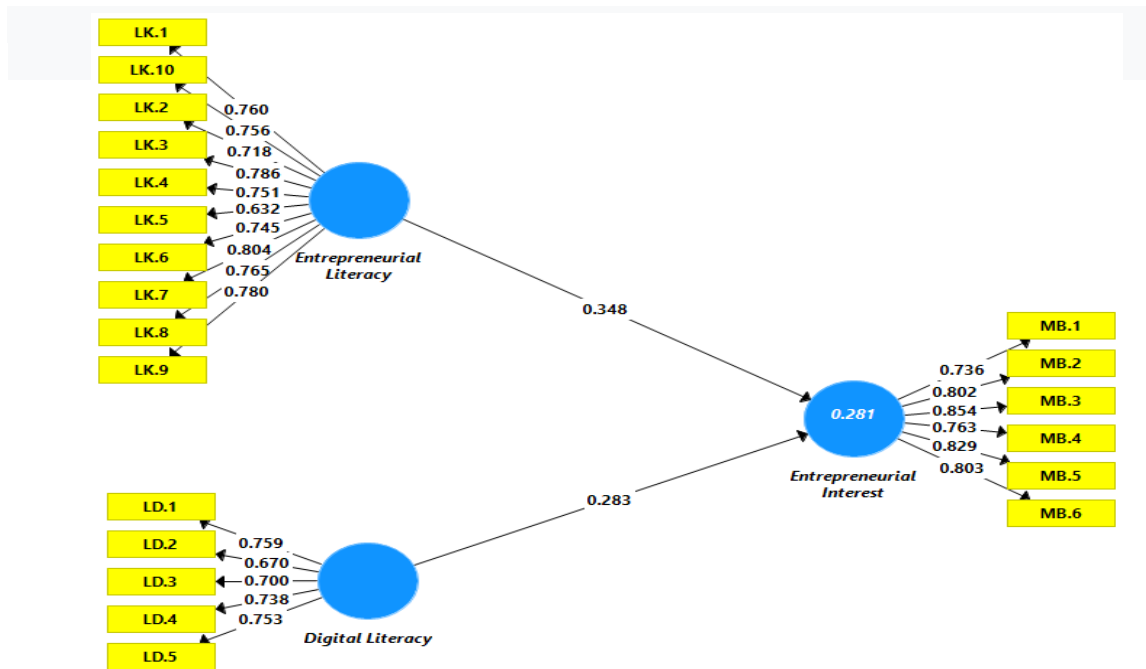 LK.1
LK.10
LK.2
LK.3
LK.4
LK.5
LK.6
LK.7
LK.8
LK.9
0.760
0.756
0.718
0.786
0.751
0.632
0.745
0.804
0.765
0.780
Entrepreneurial
Literacy
0.348
LD.1
LD.2
LD.3
LD.4
LD.5
0.759
0.670
0.700
0.738
0.753
Digital Literacy
0.283
0.281
Entrepreneurial
Interest
0.736
0.802
0.854
0.763
0.829
0.803
MB.1
MB.2
MB.3
MB.4
MB.5
MB.6